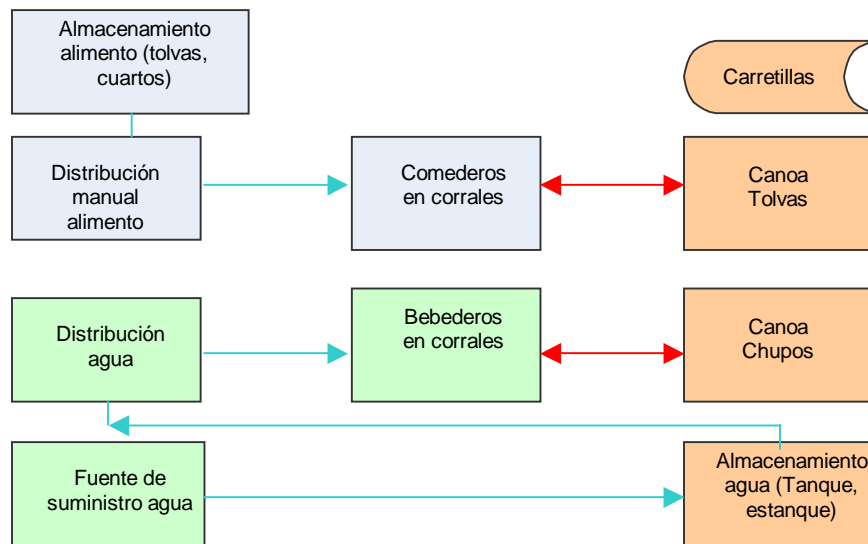 Almacenamiento
alimento (tolvas,
cuartos)
Carretillas
Distribución
manual
alimento
Comederos
en corrales
Canoa
Tolvas
Distribución
agua
Bebederos
en corrales
Canoa
Chupos
Fuente de
suministro agua
Almacenamiento
agua (Tanque,
estanque)